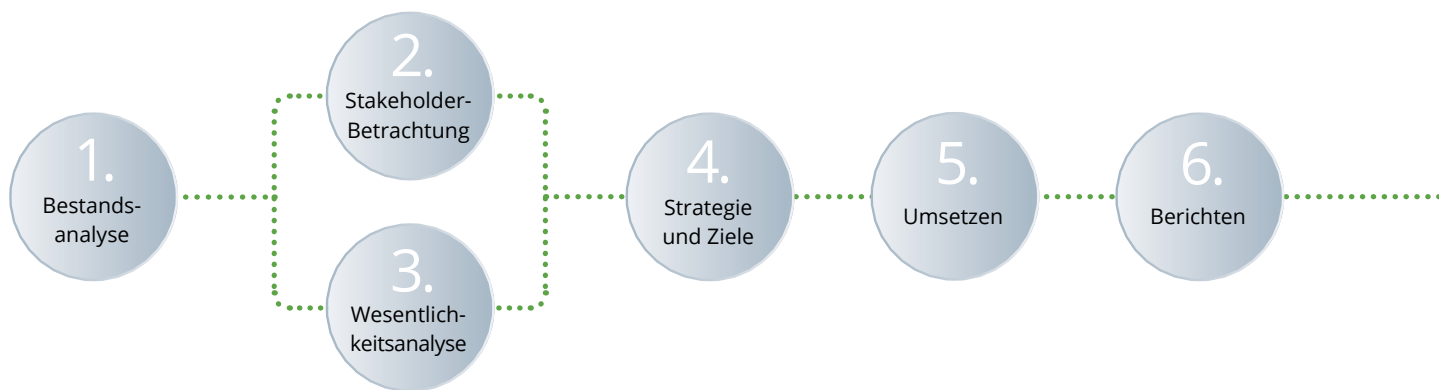 1.
Bestands-
analyse
2.
Stakeholder-
Betrachtung
3.
Wesentlich-
keitsanalyse
4.
Strategie
und Ziele
5.
Umsetzen
6.
Berichten